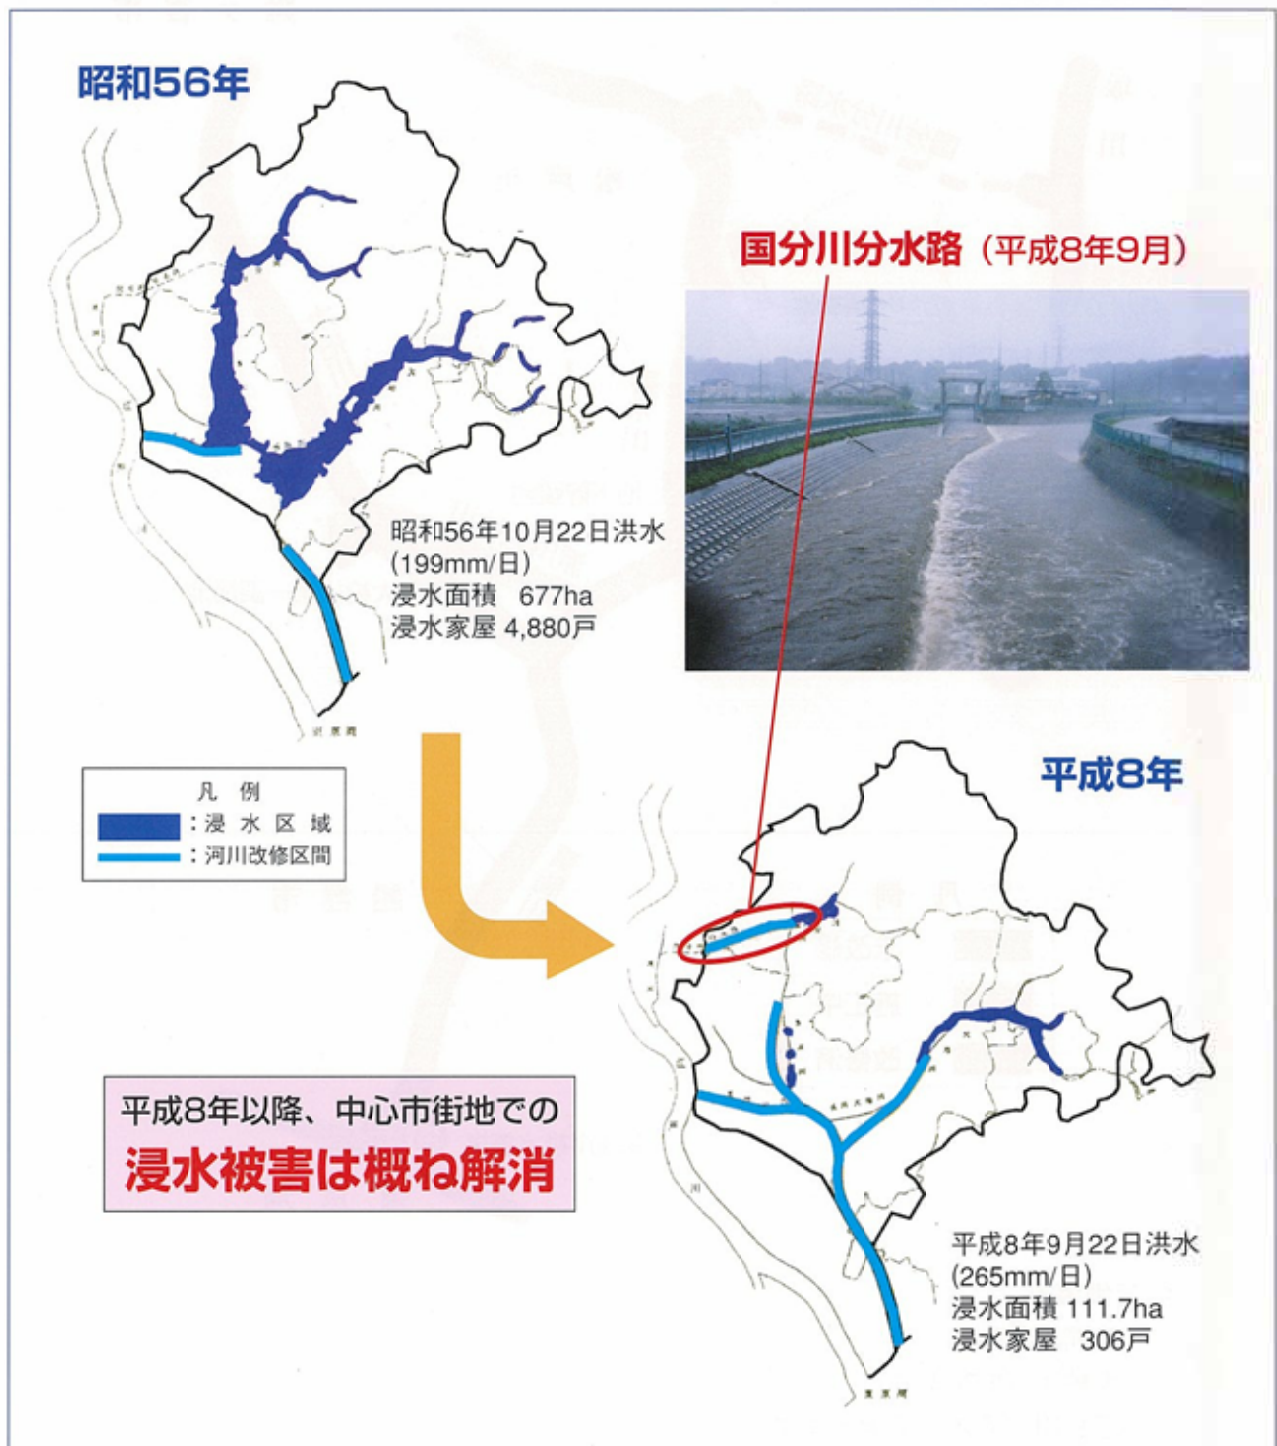 昭和56年
国分川分水路（平成8年9月）
昭和56年10月22日洪水
(199mm/日)
浸水面積 677ha
浸水家屋 4,880戸
凡 例
：浸 水 区 域
：河川改修区間
平成8年
平成8年以降、中心市街地での
浸水被害は概ね解消
平成8年9月22日洪水
(265mm/日)
浸水面積 111.7ha
浸水家屋 306戸
東京湾